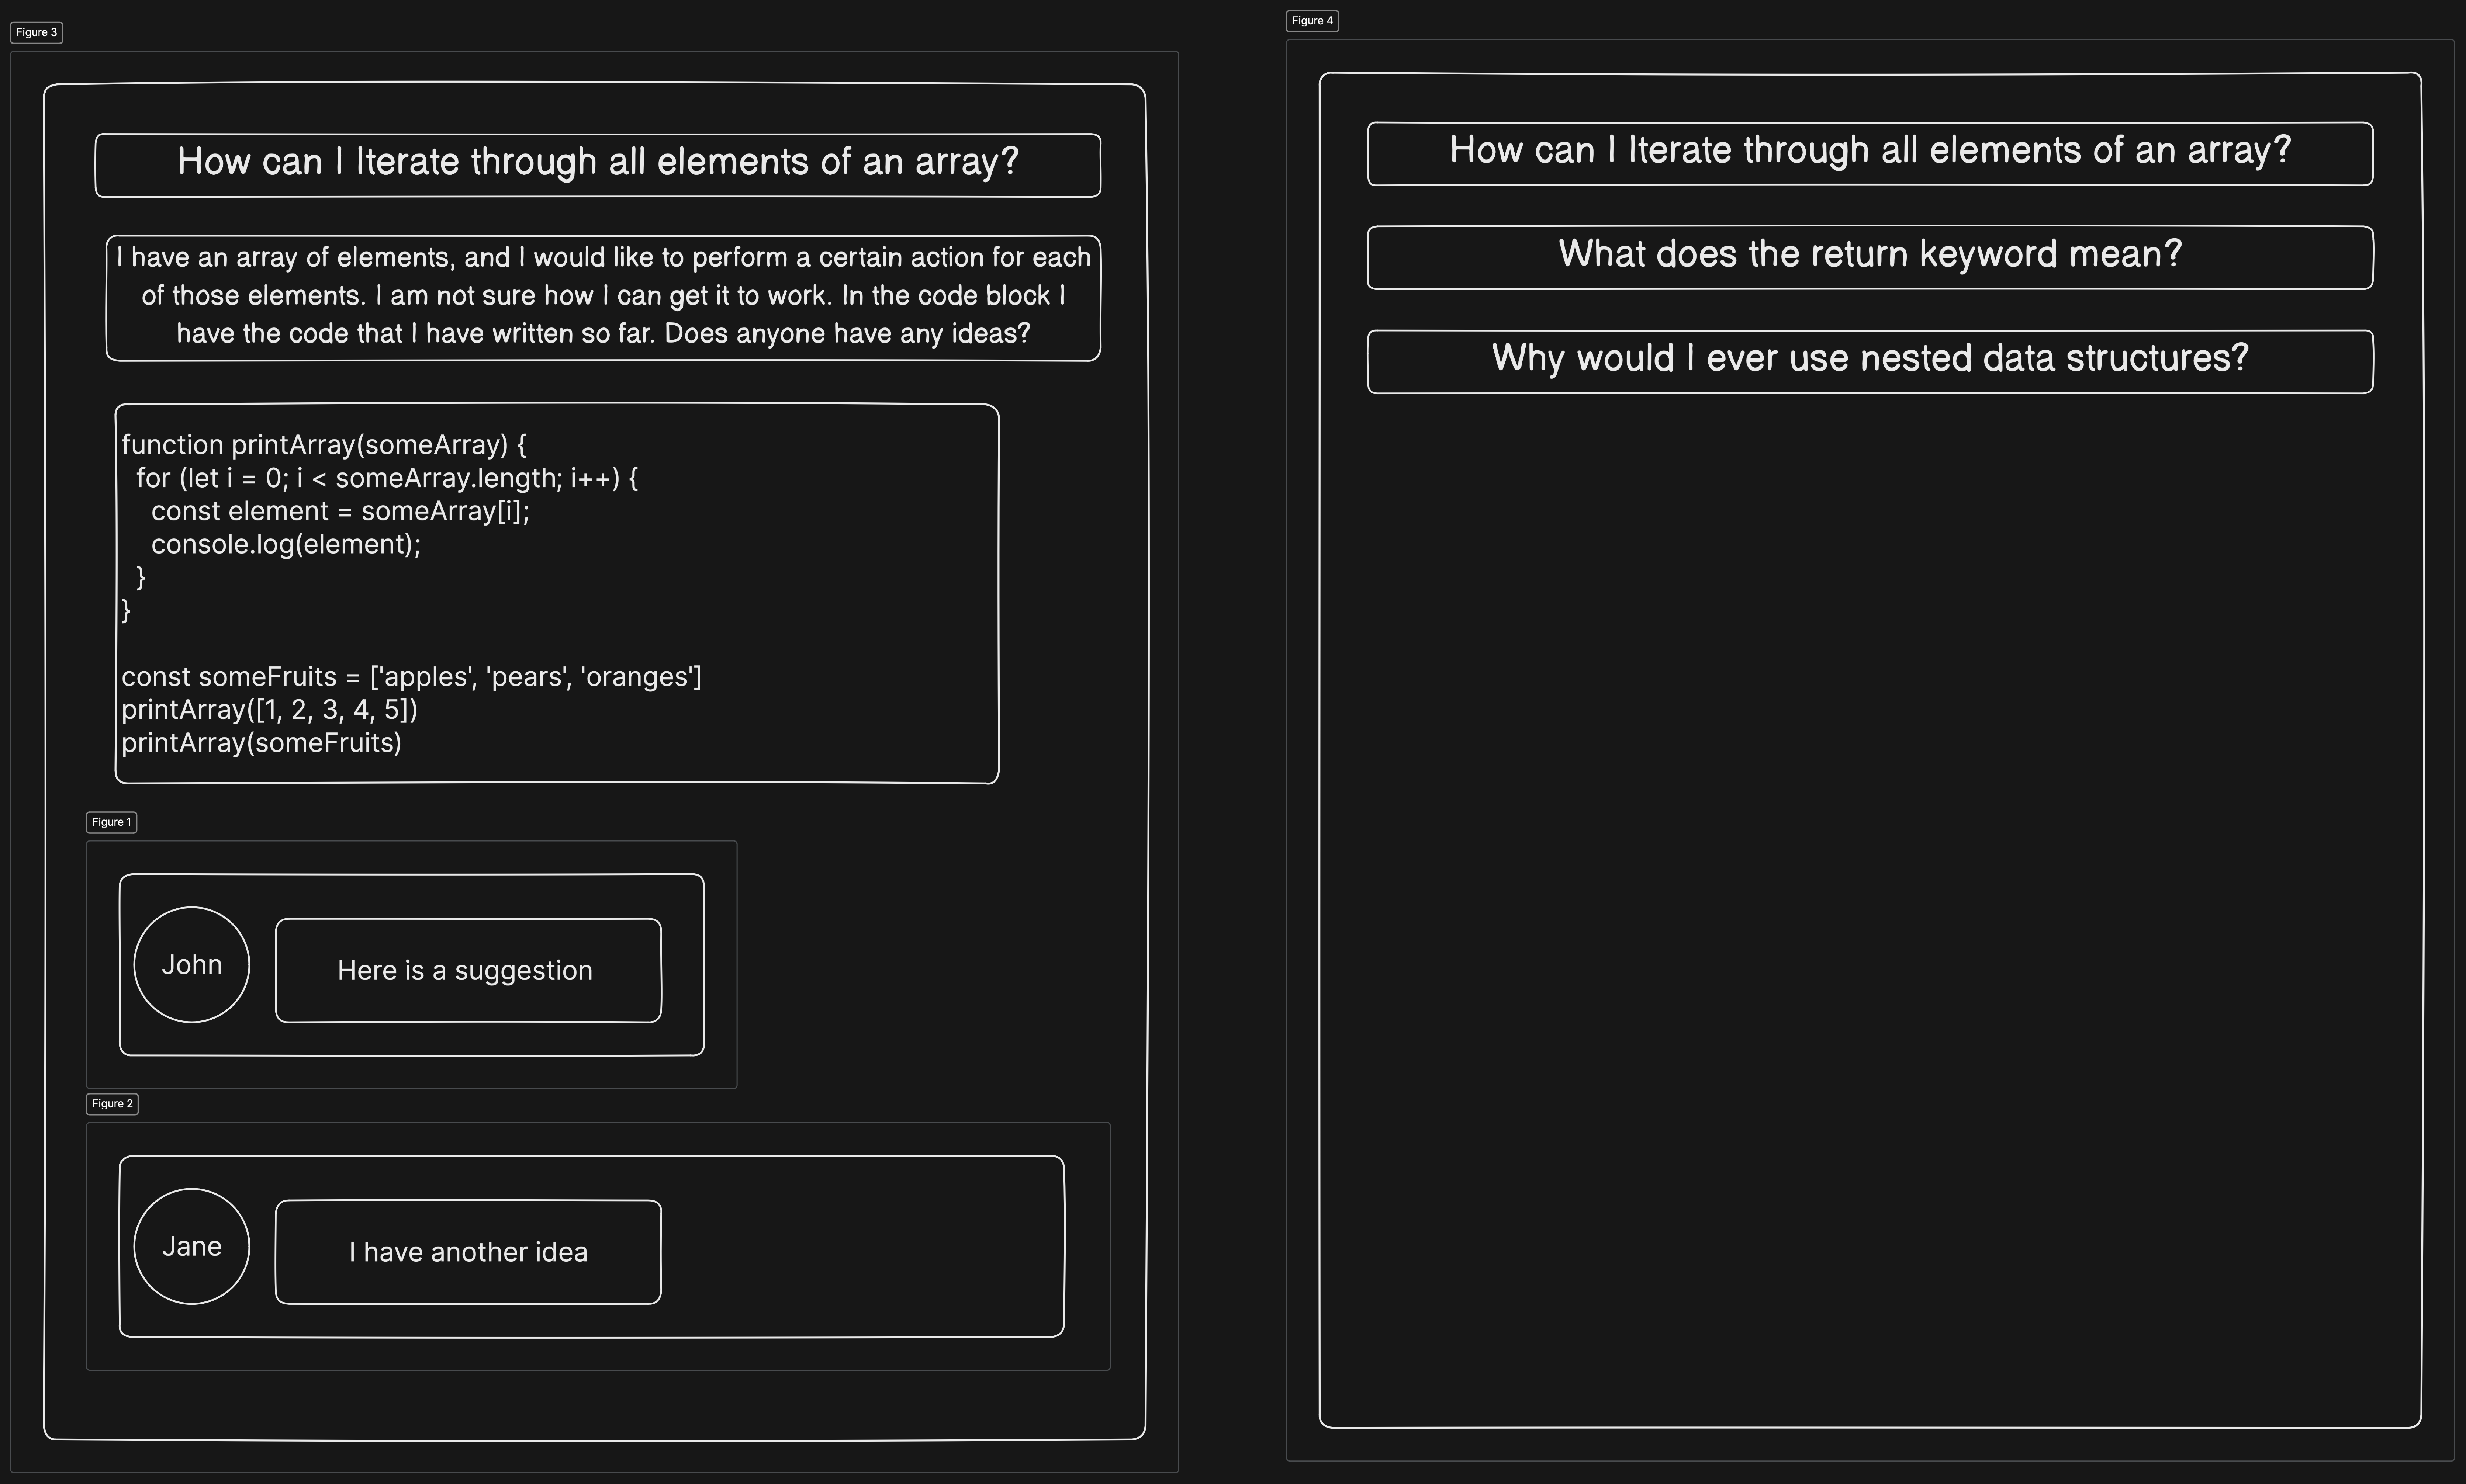 Figure 3
How can I Iterate through all elements of an array?
I have an array of elements, and I would like to perform a certain action for each
of those elements. I am not sure how I can get it to work. In the code block I
have the code that I have written so far. Does anyone have any ideas?
function printArray(someArray) {
  for (let i = 0; i < someArray.length; i++) {
    const element = someArray[i];
    console.log(element);
  }
}
const someFruits = ['apples', 'pears', 'oranges']
printArray([1, 2, 3, 4, 5])
printArray(someFruits)
Figure 1
John
Here is a suggestion
Figure 2
Jane
I have another idea
Figure 4
How can I Iterate through all elements of an array?
What does the return keyword mean?
Why would I ever use nested data structures?